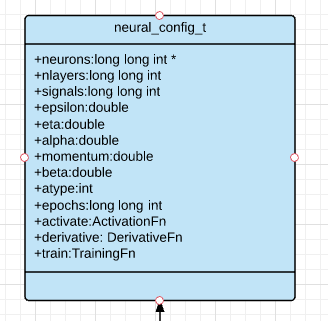 neural_config_t
+neurons:long long int *
+nlayers:long long int
+signals:long long int
+epsilon:double
+eta:double
+alpha:double
+momentum:double
+beta:double
+atype:int
+epochs:long long int
+activate:ActivationFn
+derivative: DerivativeFn
+train:TrainingFn